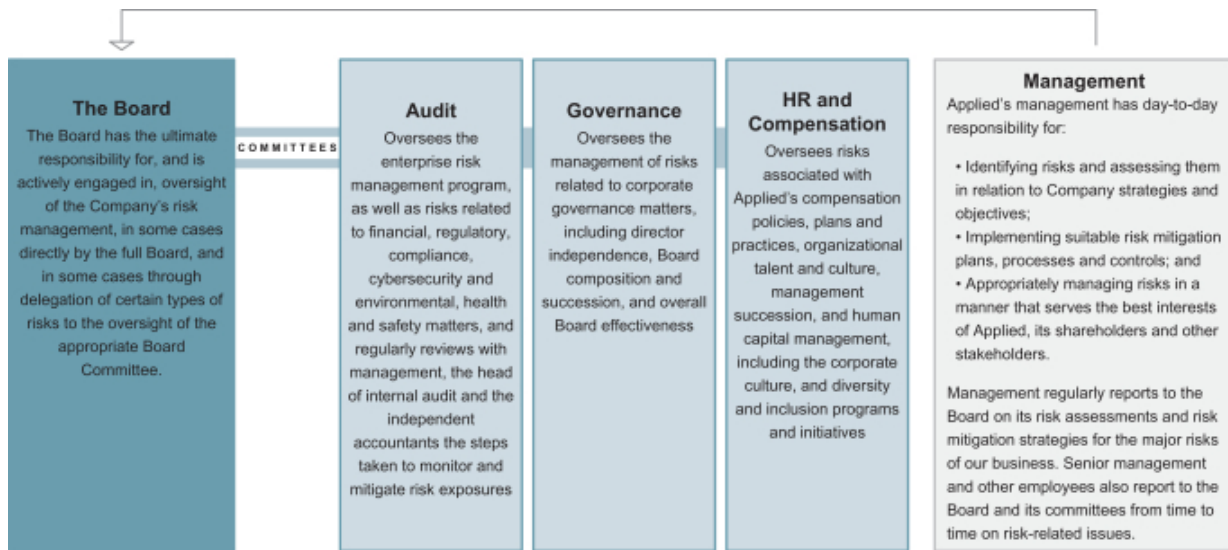 The Board
The Board has the ultimate
responsibility for, and is
actively engaged in, oversight
of the Company's risk
management, in some cases
directly by the full Board, and
in some cases through
delegation of certain types of
risks to the oversight of the
appropriate Board
Committee.
COMMITTEES
Audit
Oversees the
enterprise risk
management program,
as well as risks related
to financial, regulatory,
compliance,
cybersecurity and
environmental, health
and safety matters, and
regularly reviews with
management, the head
of internal audit and the
independent
accountants the steps
taken to monitor and
mitigate risk exposures
Governance
Oversees the
management of risks
related to corporate
governance matters,
including director
independence, Board
composition and
succession, and overall
Board effectiveness
HR and
Compensation
Oversees risks
associated with
Applied's compensation
policies, plans and
practices, organizational
talent and culture,
management
succession, and human
capital management,
including the corporate
culture, and diversity
and inclusion programs
and initiatives
Management
Applied's management has day-to-day
responsibility for:
• Identifying risks and assessing them
in relation to Company strategies and
objectives;
• Implementing suitable risk mitigation
plans, processes and controls; and
• Appropriately managing risks in a
manner that serves the best interests
of Applied, its shareholders and other
stakeholders.
Management regularly reports to the
Board on its risk assessments and risk
mitigation strategies for the major risks
of our business. Senior management
and other employees also report to the
Board and its committees from time to
time on risk-related issues.